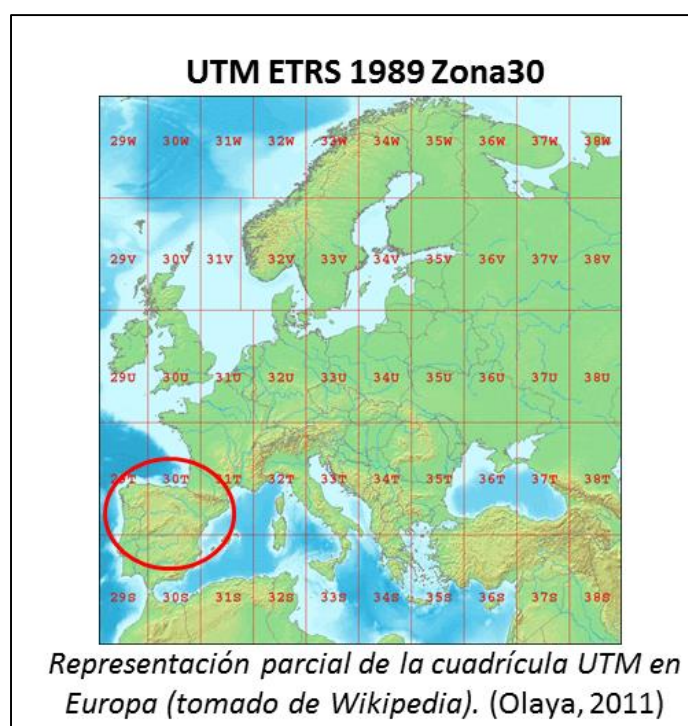 UTM ETRS 1989 Zona30
29W 30W 31W 32W 33W 34W 35W 36W 37W 38W
29V 30V 31V 32V 33V 34V 35V 36V 37V 38V
29U 30U 31U 32U 33U 34U 35U 36U 37U 38U
29T 30T 31T 32T 33T 34T 35T 36T 37T 38T
29S 30S 31S 32S 33S 34S 35S 36S 37S 38S
Representación parcial de la cuadrícula UTM en
Europa (tomado de Wikipedia). (Olaya, 2011)